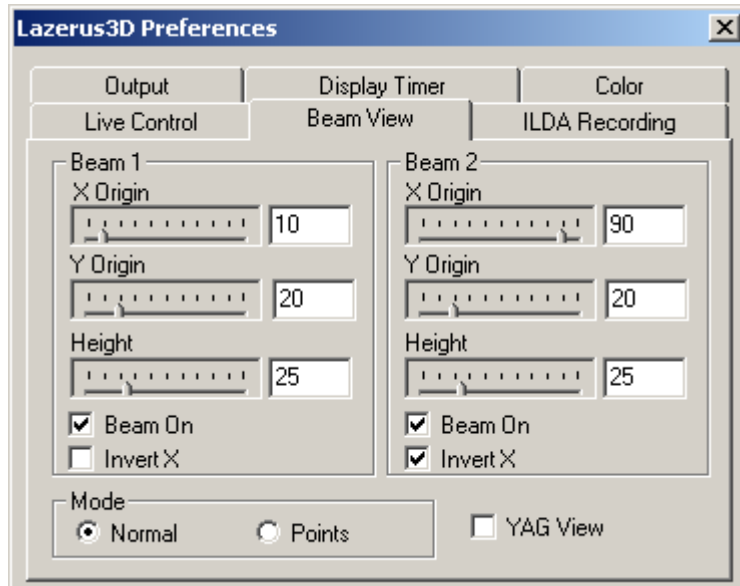 Lazerus3D Preferences
Output Display Timer Color
Live Control Beam View ILDA Recording
Beam 1
X Origin
10
Y Origin
20
Height
25
Beam On
Invert X
Beam 2
X Origin
90
Y Origin
20
Height
25
Beam On
Invert X
Mode
Normal Points
YAG View